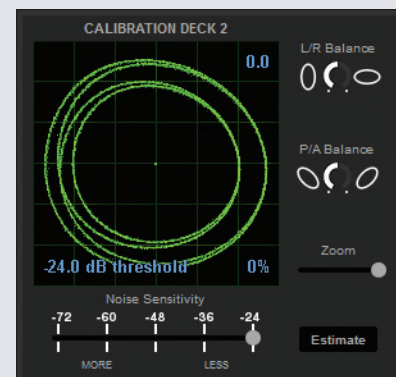 CALIBRATION DECK 2
0.0
L/R Balance
P/A Balance
-24.0 dB threshold 0%
Zoom
Noise Sensitivity
-72 -60 -48 -36 -24
MORE LESS
Estimate